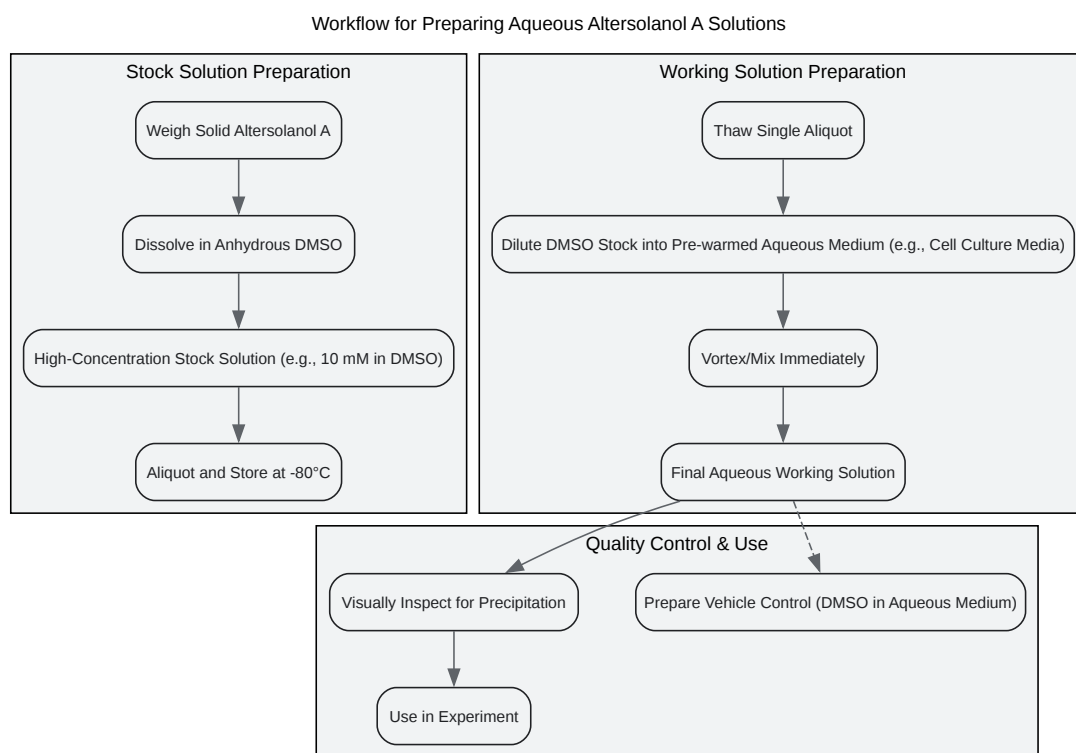 Workflow for Preparing Aqueous Altersolanol A Solutions
Stock Solution Preparation
Weigh Solid Altersolanol A
Dissolve in Anhydrous DMSO
High-Concentration Stock Solution (e.g., 10 mM in DMSO)
Aliquot and Store at -80°C
Working Solution Preparation
Thaw Single Aliquot
Dilute DMSO Stock into Pre-warmed Aqueous Medium (e.g., Cell Culture Media)
Vortex/Mix Immediately
Final Aqueous Working Solution
Quality Control & Use
Visually Inspect for Precipitation
Prepare Vehicle Control (DMSO in Aqueous Medium)
Use in Experiment